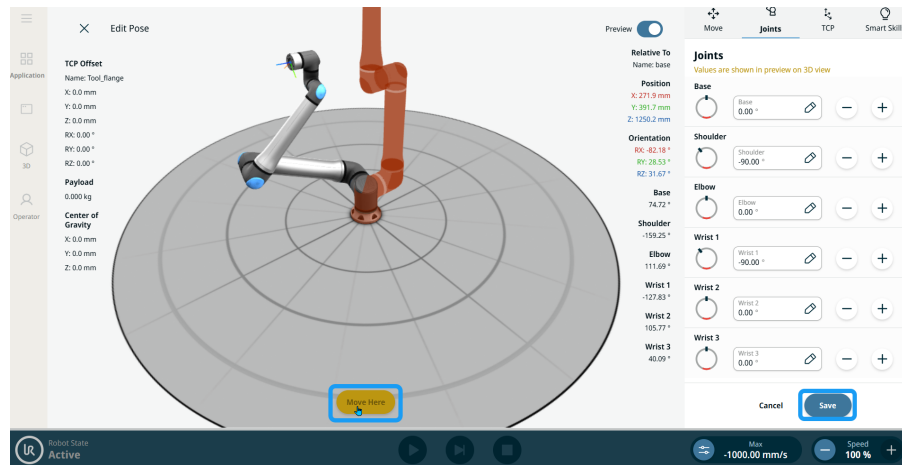 Edit Pose
Preview
Application
3D
Operator
TCP Offset
Name: Tool_flange
X: 0.0 mm
Y: 0.0 mm
Z: 0.0 mm
RX: 0.00 °
RY: 0.00 °
RZ: 0.00 °
Payload
0.000 kg
Center of
Gravity
X: 0.0 mm
Y: 0.0 mm
Z: 0.0 mm
Relative To
Name: base
Position
X: 271.9 mm
Y: 391.7 mm
Z: 1250.2 mm
Orientation
RX: -82.18 °
RY: 28.53 °
RZ: 31.67 °
Base
74.72 °
Shoulder
-159.25 °
Elbow
111.69 °
Wrist 1
-127.83 °
Wrist 2
105.77 °
Wrist 3
40.09 °
Move Here
Move
Joints
TCP
Smart Skill
Joints
Values are shown in preview on 3D view
Base
Base
0.00 °
Shoulder
Shoulder
-90.00 °
Elbow
Elbow
0.00 °
Wrist 1
Wrist 1
-90.00 °
Wrist 2
Wrist 2
0.00 °
Wrist 3
Wrist 3
0.00 °
Cancel
Save
UR
Robot State
Active
Max
-1000.00 mm/s
Speed
100 %